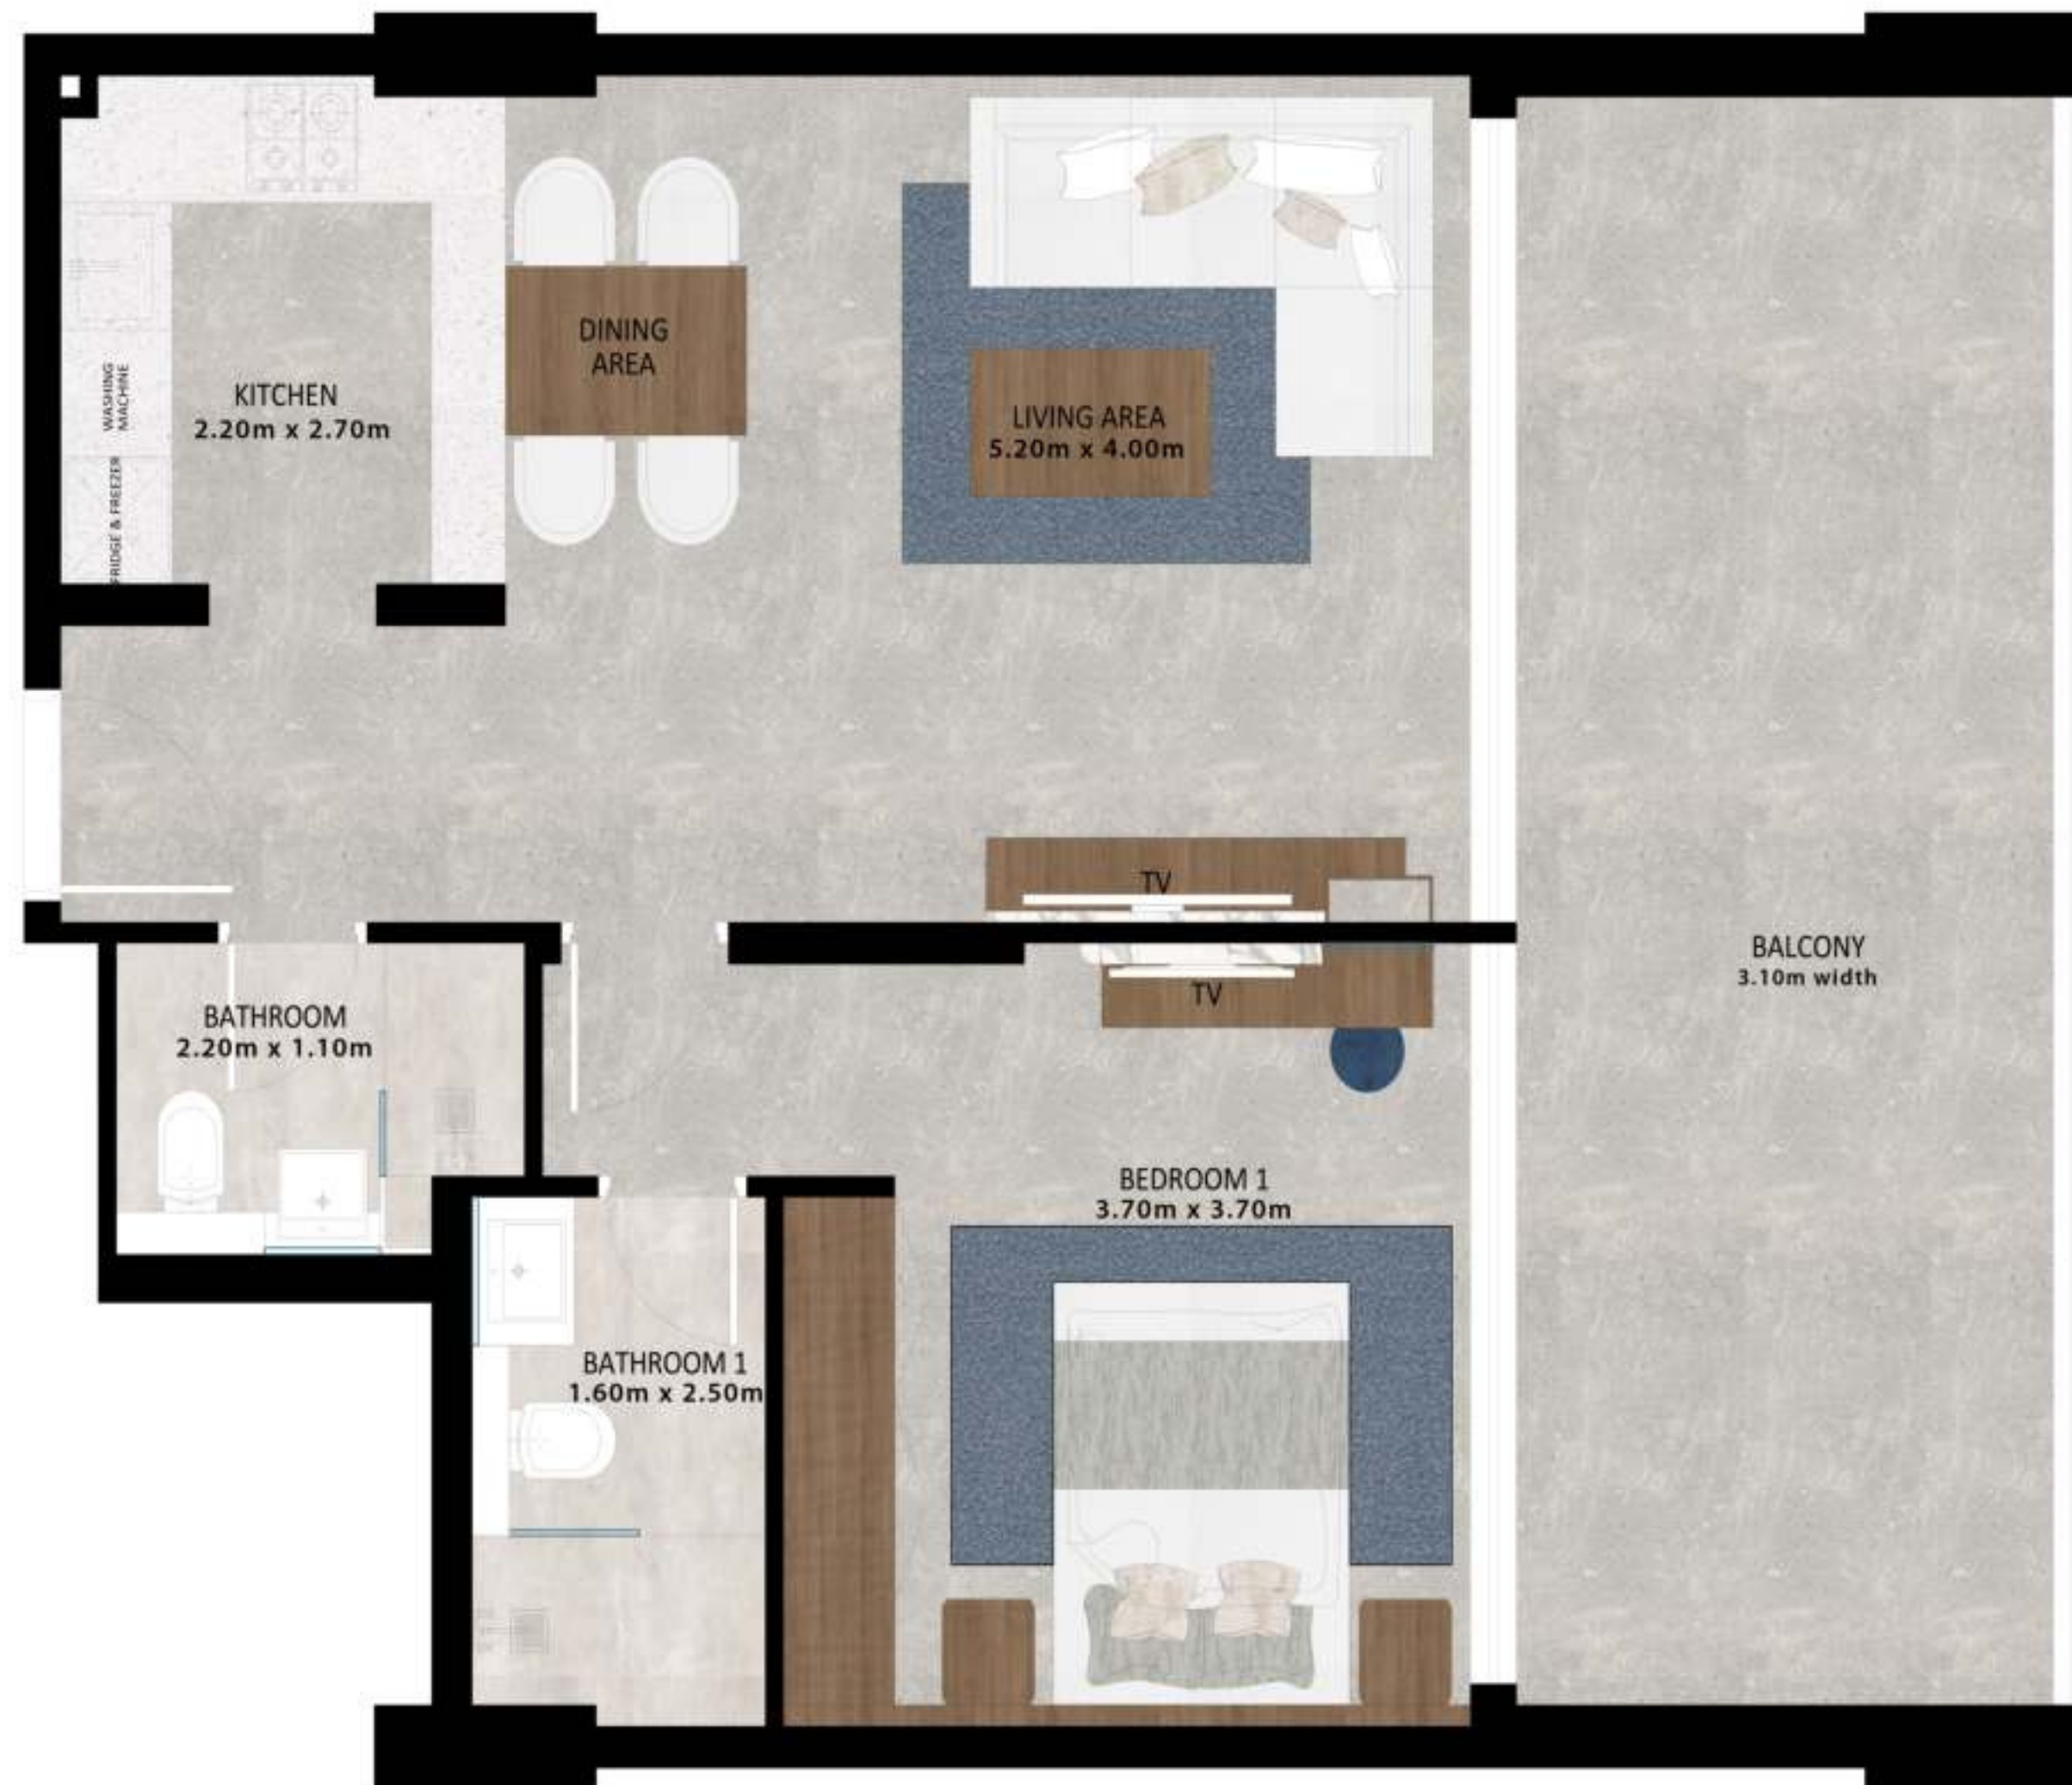 KITCHEN
2.20m x 2.70m
WASHING
MACHINE
FRIDGE & FREEZER
DINING
AREA
LIVING AREA
5.20m x 4.00m
TV
TV
BALCONY
3.10m width
BATHROOM
2.20m x 1.10m
BEDROOM 1
3.70m x 3.70m
BATHROOM 1
1.60m x 2.50m